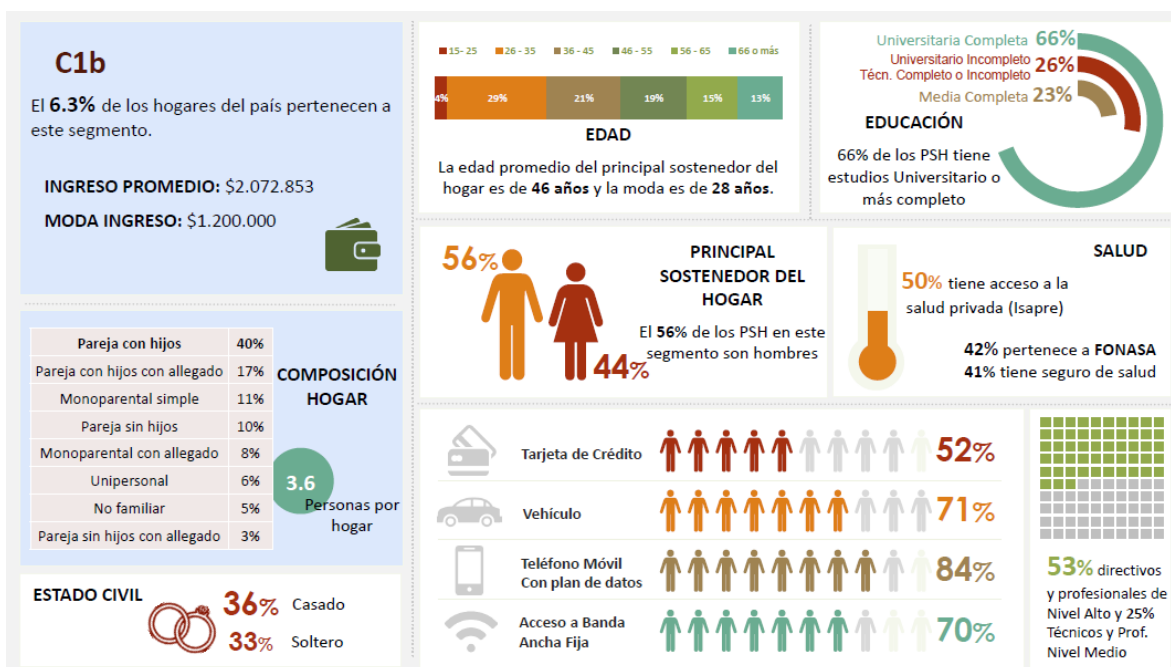 C1b
El 6.3% de los hogares del país pertenecen a
este segmento.
INGRESO PROMEDIO: $2.072.853
MODA INGRESO: $1.200.000
15- 25 26 - 35 36 - 45 46 - 55 56 - 65 66 o más
4% 29% 21% 19% 15% 13%
EDAD
La edad promedio del principal sostenedor del
hogar es de 46 años y la moda es de 28 años.
Universitaria Completa 66%
Universitario Incompleto
Técn. Completo o Incompleto 26%
Media Completa 23%
EDUCACIÓN
66% de los PSH tiene
estudios Universitario o
más completo
56%
44%
PRINCIPAL
SOSTENEDOR DEL
HOGAR
El 56% de los PSH en este
segmento son hombres
SALUD
50% tiene acceso a la
salud privada (Isapre)
42% pertenece a FONASA
41% tiene seguro de salud
Pareja con hijos 40%
Pareja con hijos con allegado 17%
Monoparental simple 11%
Pareja sin hijos 10%
Monoparental con allegado 8%
Unipersonal 6%
No familiar 5%
Pareja sin hijos con allegado 3%
COMPOSICIÓN
HOGAR
3.6
Personas por
hogar
ESTADO CIVIL
36% Casado
33% Soltero
Tarjeta de Crédito 52%
Vehículo 71%
Teléfono Móvil
Con plan de datos 84%
Acceso a Banda
Ancha Fija 70%
53% directivos
y profesionales de
Nivel Alto y 25%
Técnicos y Prof.
Nivel Medio